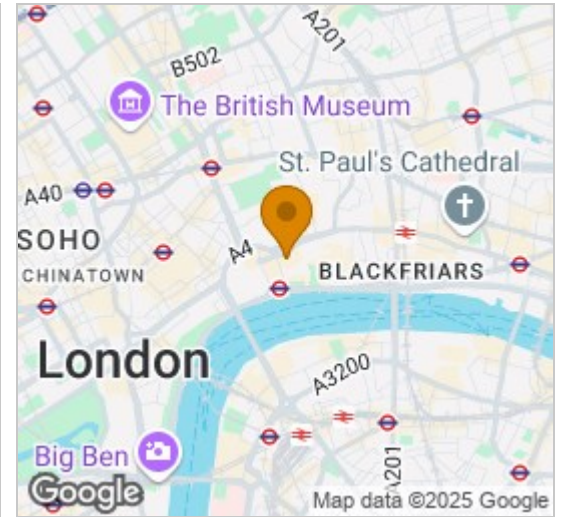 A201
B502
The British Museum
St. Paul's Cathedral
A40
SOHO
A4
CHINATOWN
BLACKFRIARS
London
A3200
Big Ben
A201
Google
Map data ©2025 Google